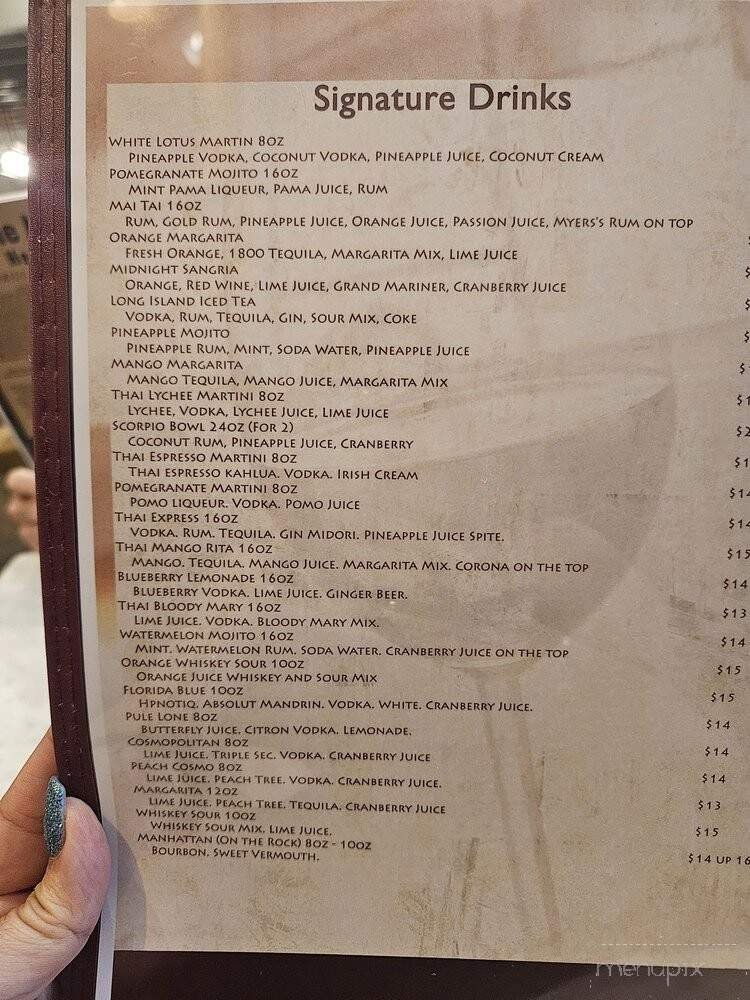 Signature Drinks
White Lotus Martin 8oz
Pineapple Vodka, Coconut Vodka, Pineapple Juice, Coconut Cream
Pomegranate Mojito 16oz
Mint Pama Liqueur, Pama Juice, Rum
Mai Tai 16oz
Rum, Gold Rum, Pineapple Juice, Orange Juice, Passion Juice, Myers's Rum on top
Orange Margarita
Fresh Orange, 1800 Tequila, Margarita Mix, Lime Juice
Midnight Sangria
Orange, Red Wine, Lime Juice, Grand Mariner, Cranberry Juice
Long Island Iced Tea
Vodka, Rum, Tequila, Gin, Sour Mix, Coke
Pineapple Mojito
Pineapple Rum, Mint, Soda Water, Pineapple Juice
Mango Margarita
Mango Tequila, Mango Juice, Margarita Mix
Thai Lychee Martini 8oz
Lychee, Vodka, Lychee Juice, Lime Juice
Scorpio Bowl 24oz (For 2)
Coconut Rum, Pineapple Juice, Cranberry
Thai Espresso Martini 8oz
Thai espresso Kahlua. Vodka. Irish Cream
Pomegranate Martini 8oz $14
Pomo Liqueur. Vodka. Pomo Juice
Thai Express 16oz $14
Vodka. Rum. Tequila. Gin Midori. Pineapple Juice Spite.
Thai Mango Rita 16oz $15
Mango. Tequila. Mango Juice. Margarita Mix. Corona on the top
Blueberry Lemonade 16oz $14
Blueberry Vodka. Lime Juice. Ginger Beer.
Thai Bloody Mary 16oz $13
Lime Juice. Vodka. Bloody Mary Mix.
Watermelon Mojito 16oz $14
Mint. Watermelon Rum. Soda Water. Cranberry Juice on the top
Orange Whiskey Sour 10oz $15
Orange Juice Whiskey and Sour Mix
Florida Blue 10oz $15
Hpnotiq. Absolut Mandrin. Vodka. White. Cranberry Juice.
Pule Lone 8oz $14
Butterfly Juice. Citron Vodka. Lemonade.
Cosmopolitan 8oz $14
Lime Juice. Triple Sec. Vodka. Cranberry Juice
Peach Cosmo 8oz $14
Lime Juice. Peach Tree. Vodka. Cranberry Juice.
Margarita 12oz $13
Lime Juice. Peach Tree. Tequila. Cranberry Juice
Whiskey Sour 10oz $15
Whiskey Sour Mix. Lime Juice.
Manhattan (On the Rock) 8oz - 10oz $14 up 16
Bourbon. Sweet Vermouth.
menupix